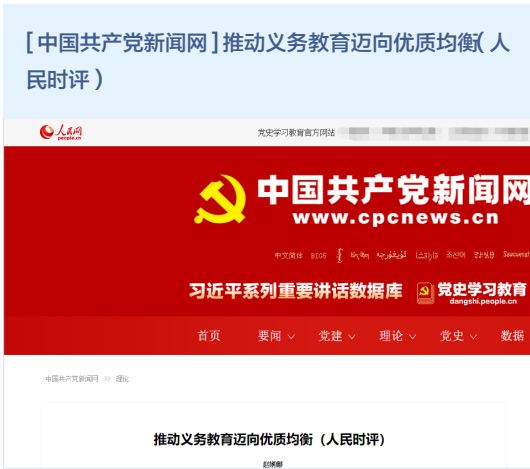 [中国共产党新闻网]推动义务教育迈向优质均衡(人
民时评)
人民网
people.cn
党史学习教育官方网站
中国共产党新闻网
www.cpcnews.cn
中文简体 BIG5
习近平系列重要讲话数据库
党史学习教育
dangshi.people.cn
首页 要闻 党建 理论 党史 数据
中国共产党新闻网 >> 理论
推动义务教育迈向优质均衡（人民时评）